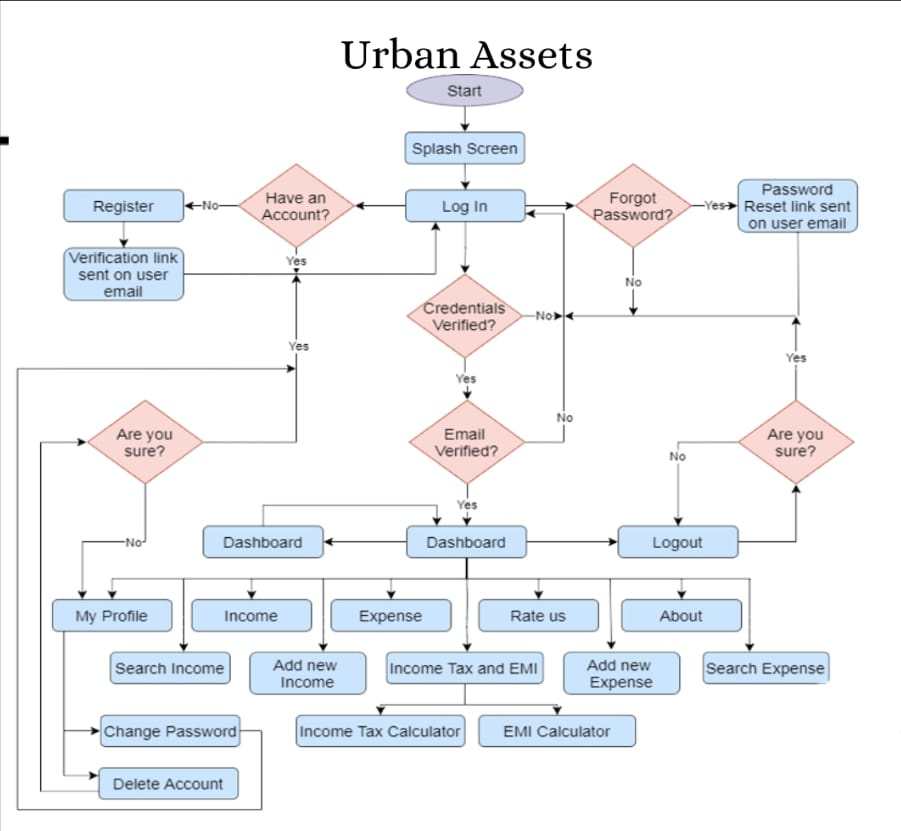 Urban Assets
Start
Splash Screen
Register
No
Have an
Account?
Log In
Forgot
Password?
Yes
Password
Reset link sent
on user email
Verification link
sent on user
email
Yes
Credentials
Verified?
No
No
Yes
Yes
Yes
Are you
sure?
Email
Verified?
No
Are you
sure?
No
Yes
No
Dashboard
Dashboard
Logout
My Profile
Income
Expense
Rate us
About
Search Income
Add new
Income
Income Tax and EMI
Add new
Expense
Search Expense
Change Password
Income Tax Calculator
EMI Calculator
Delete Account